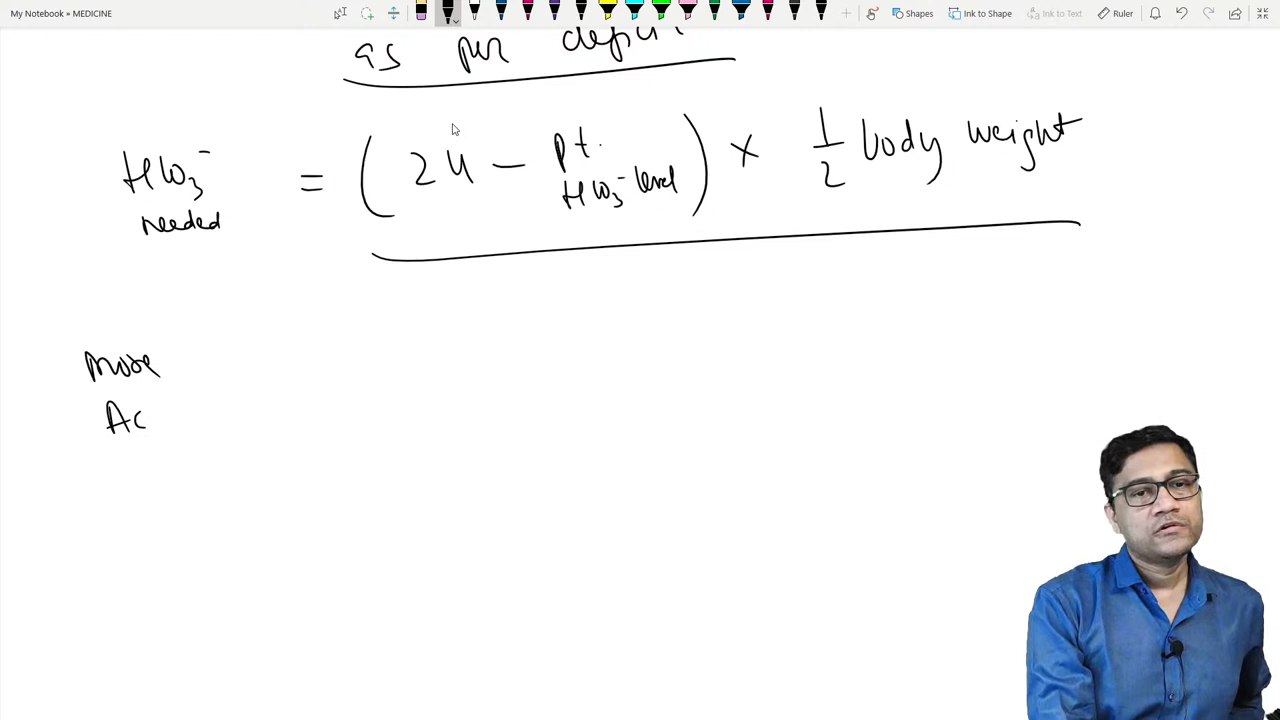 My Notebook » MEDICINE
Shapes Ink to Shape Ink to Text Ruler
as per deficit
HCO3- needed = (24 - pt. HCO3- level) × 1/2 body weight
More
Ac